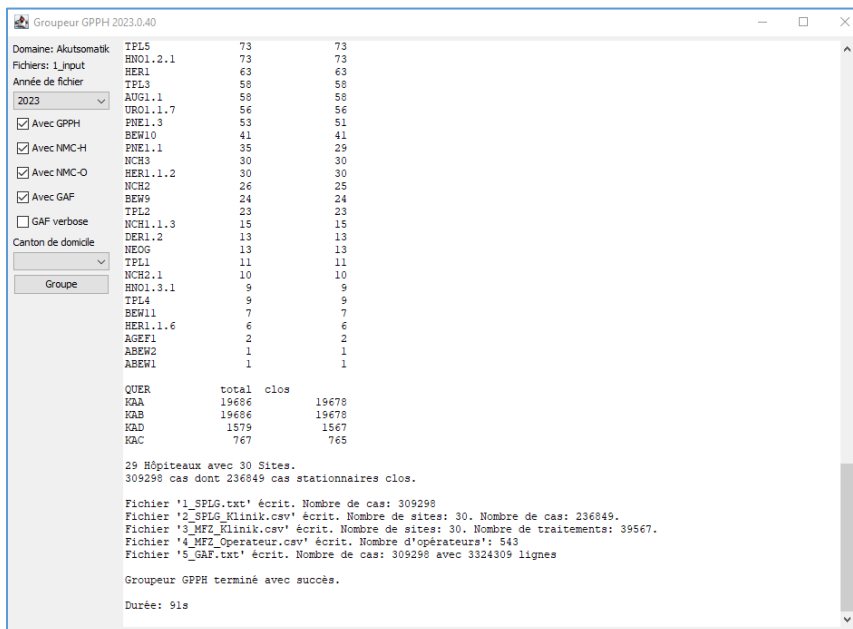 Groupeur GPPH 2023.0.40
Domaine: Akutsomatik
Fichiers: 1_input
Année de fichier
2023
Avec GPPH
Avec NMC-H
Avec NMC-O
Avec GAF
GAF verbose
Canton de domicile
Groupe
TPL5 73 73
HNO1.2.1 73 73
HER1 63 63
TPL3 58 58
AUG1.1 58 58
URO1.1.7 56 56
PNE1.3 53 51
BEW10 41 41
PNE1.1 35 29
NCH3 30 30
HER1.1.2 30 30
NCH2 26 25
BEW9 24 24
TPL2 23 23
NCH1.1.3 15 15
DER1.2 13 13
NEOG 13 13
TPL1 11 11
NCH2.1 10 10
HNO1.3.1 9 9
TPL4 9 9
BEW11 7 7
HER1.1.6 6 6
AGEF1 2 2
ABEW2 1 1
ABEW1 1 1
QUER total clos
KAA 19686 19678
KAB 19686 19678
KAD 1579 1567
KAC 767 765
29 Hôpiteaux avec 30 Sites.
309298 cas dont 236849 cas stationnaires clos.
Fichier '1_SPLG.txt' écrit. Nombre de cas: 309298
Fichier '2_SPLG_Klinik.csv' écrit. Nombre de sites: 30. Nombre de cas: 236849.
Fichier '3_MFZ_Klinik.csv' écrit. Nombre de sites: 30. Nombre de traitements: 39567.
Fichier '4_MFZ_Operateur.csv' écrit. Nombre d'opérateurs': 543
Fichier '5_GAF.txt' écrit. Nombre de cas: 309298 avec 3324309 lignes
Groupeur GPPH terminé avec succès.
Durée: 91s